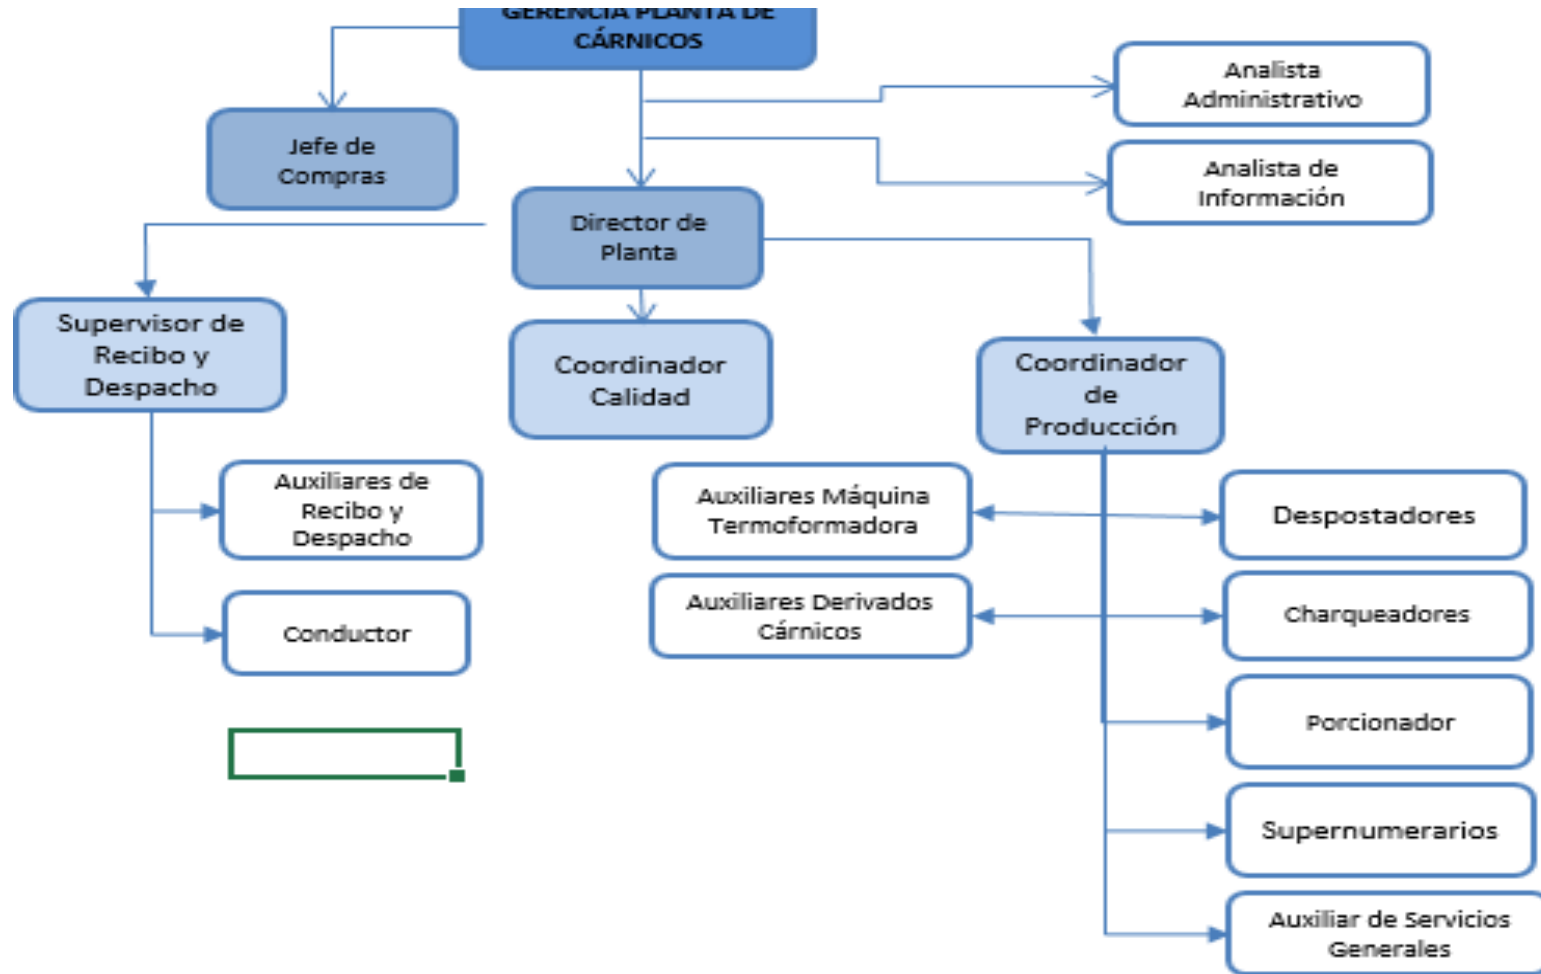 GERENCIA PLANTA DE
CÁRNICOS
Analista
Administrativo
Jefe de
Compras
Analista de
Información
Director de
Planta
Supervisor de
Recibo y
Despacho
Coordinador
Calidad
Coordinador
de
Producción
Auxiliares de
Recibo y
Despacho
Auxiliares Máquina
Termoformadora
Despostadores
Conductor
Auxiliares Derivados
Cárnicos
Charqueadores
Porcionador
Supernumerarios
Auxiliar de Servicios
Generales